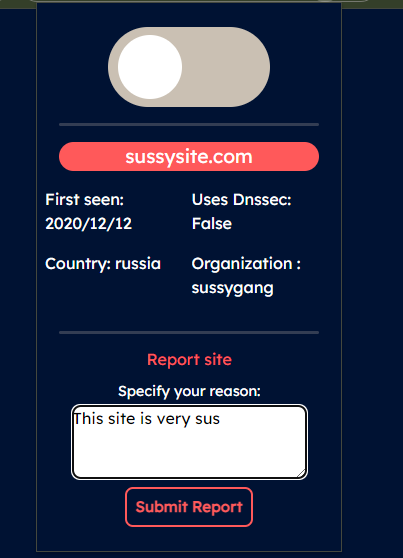 sussysite.com
First seen:
2020/12/12
Uses Dnssec:
False
Country: russia
Organization :
sussygang
Report site
Specify your reason:
This site is very sus
Submit Report